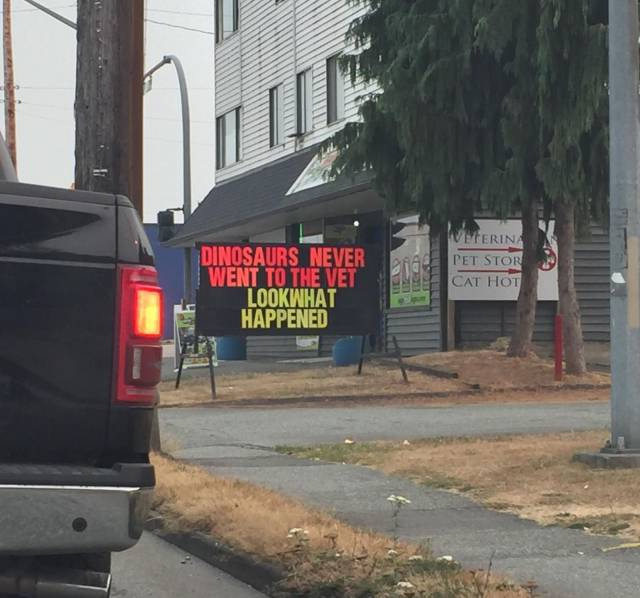 DINOSAURS NEVER
WENT TO THE VET
LOOKWHAT
HAPPENED
PET STOR
CAT HOT